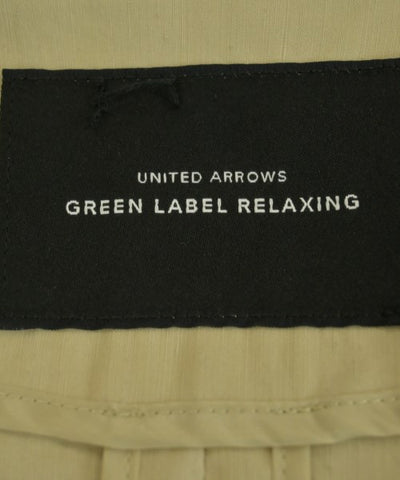 UNITED ARROWS
GREEN LABEL RELAXING